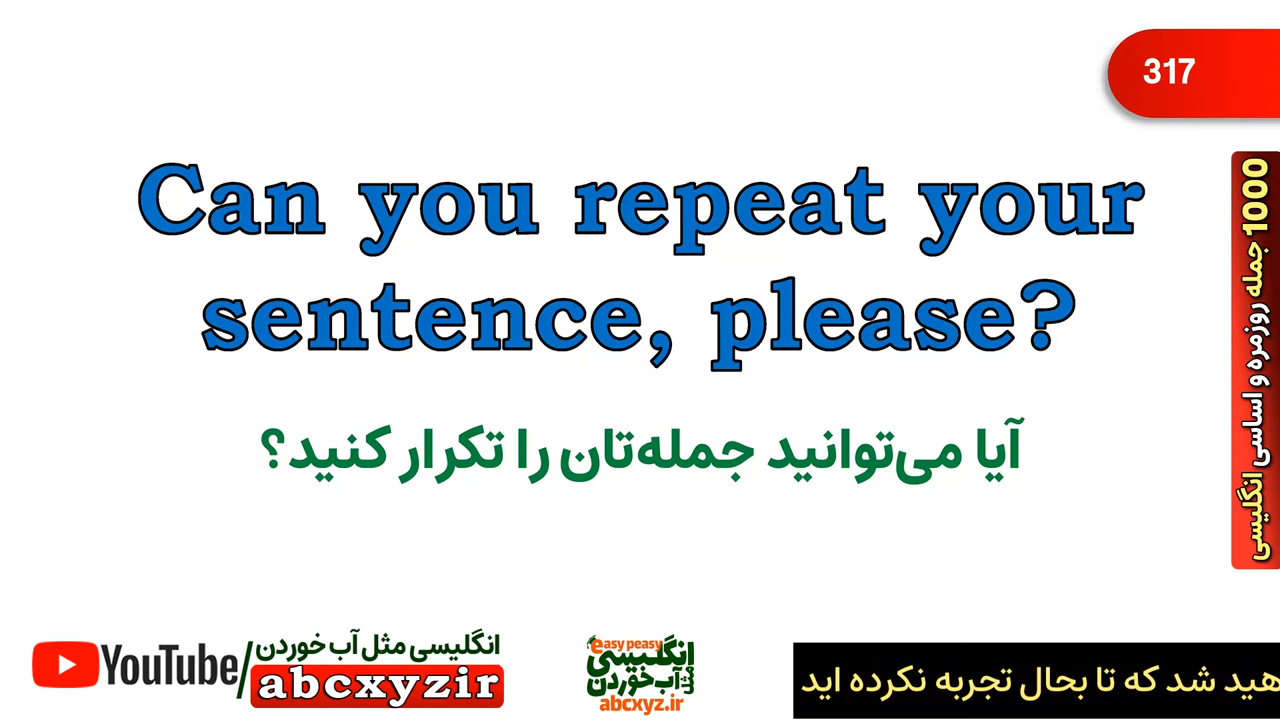 317
Can you repeat your
sentence, please?
آیا می‌توانید جمله‌تان را تکرار کنید؟
1000 جمله روزمره و اساسی انگلیسی
YouTube/
انگلیسی مثل آب خوردن
abcxyzir
easy peasy
انگلیسی
مثل
آب خوردن
abcxyz.ir
هید شد که تا بحال تجربه نکرده اید